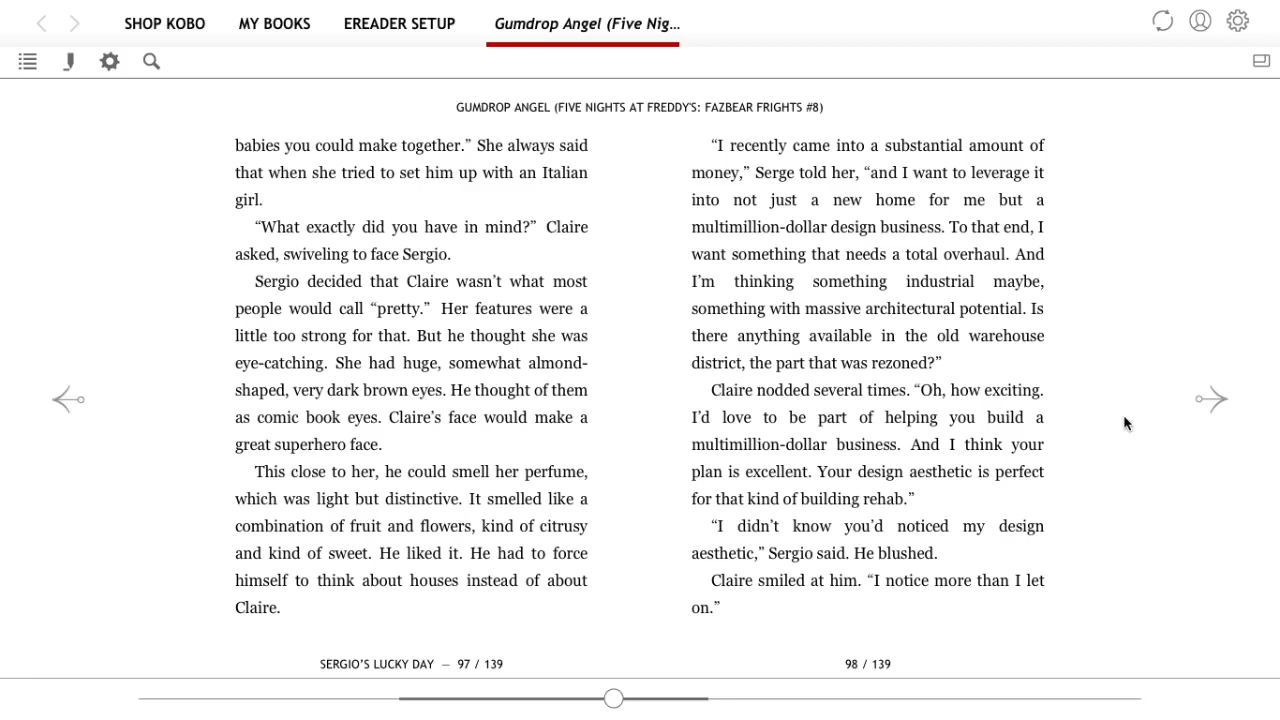 SHOP KOBO MY BOOKS EREADER SETUP Gumdrop Angel (Five Nig...
GUMDROP ANGEL (FIVE NIGHTS AT FREDDY'S: FAZBEAR FRIGHTS #8)
babies you could make together.” She always said
that when she tried to set him up with an Italian
girl.
“What exactly did you have in mind?” Claire
asked, swiveling to face Sergio.
Sergio decided that Claire wasn’t what most
people would call “pretty.” Her features were a
little too strong for that. But he thought she was
eye-catching. She had huge, somewhat almond-
shaped, very dark brown eyes. He thought of them
as comic book eyes. Claire’s face would make a
great superhero face.
This close to her, he could smell her perfume,
which was light but distinctive. It smelled like a
combination of fruit and flowers, kind of citrusy
and kind of sweet. He liked it. He had to force
himself to think about houses instead of about
Claire.
SERGIO’S LUCKY DAY — 97 / 139
“I recently came into a substantial amount of
money,” Serge told her, “and I want to leverage it
into not just a new home for me but a
multimillion-dollar design business. To that end, I
want something that needs a total overhaul. And
I’m thinking something industrial maybe,
something with massive architectural potential. Is
there anything available in the old warehouse
district, the part that was rezoned?”
Claire nodded several times. “Oh, how exciting.
I’d love to be part of helping you build a
multimillion-dollar business. And I think your
plan is excellent. Your design aesthetic is perfect
for that kind of building rehab.”
“I didn’t know you’d noticed my design
aesthetic,” Sergio said. He blushed.
Claire smiled at him. “I notice more than I let
on.”
98 / 139